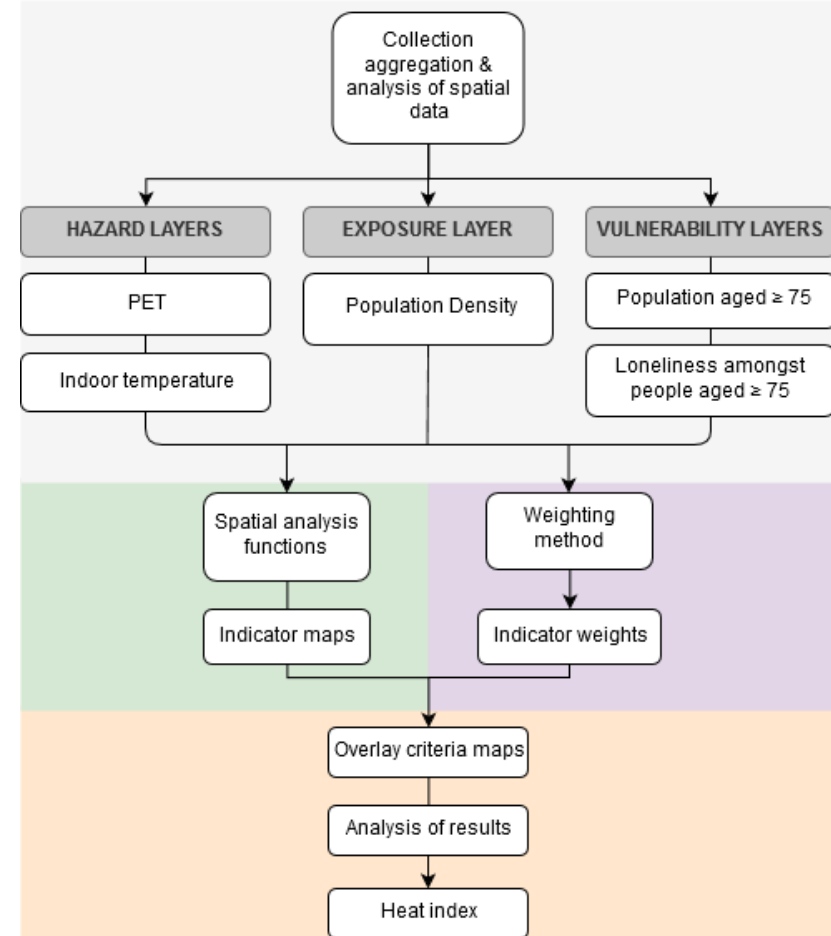 Collection
aggregation &
analysis of spatial
data
HAZARD LAYERS
EXPOSURE LAYER
VULNERABILITY LAYERS
PET
Population Density
Population aged ≥ 75
Indoor temperature
Loneliness amongst
people aged ≥ 75
Spatial analysis
functions
Weighting
method
Indicator maps
Indicator weights
Overlay criteria maps
Analysis of results
Heat index